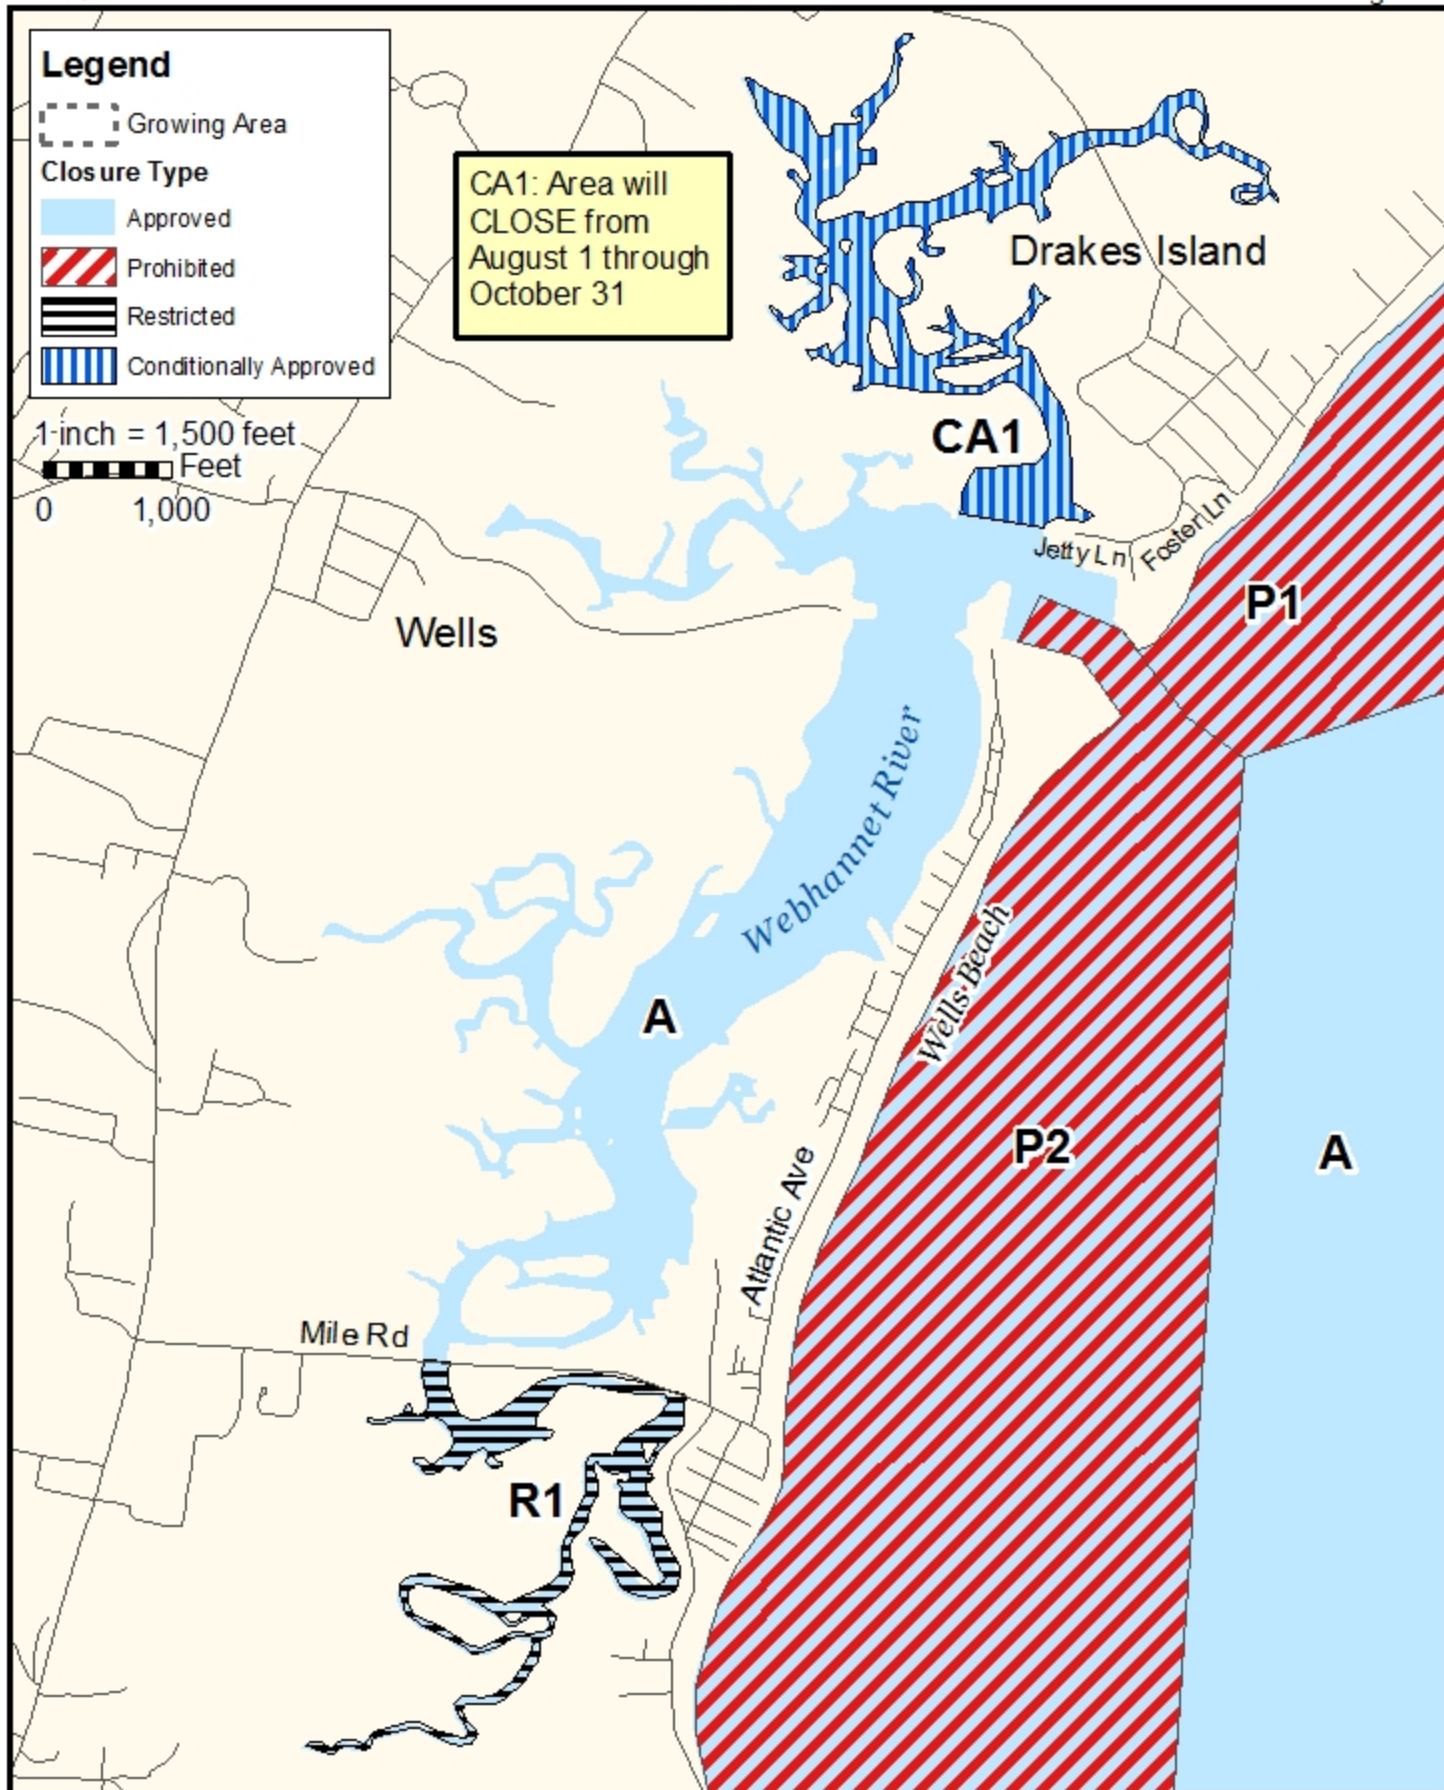 Legend
Growing Area
Closure Type
Approved
Prohibited
Restricted
Conditionally Approved
1 inch = 1,500 feet
Feet
0 1,000
CA1: Area will
CLOSE from
August 1 through
October 31
Drakes Island
CA1
Jetty Ln
Foster Ln
P1
Wells
Webhannet River
Wells Beach
A
P2
A
Atlantic Ave
Mile Rd
R1